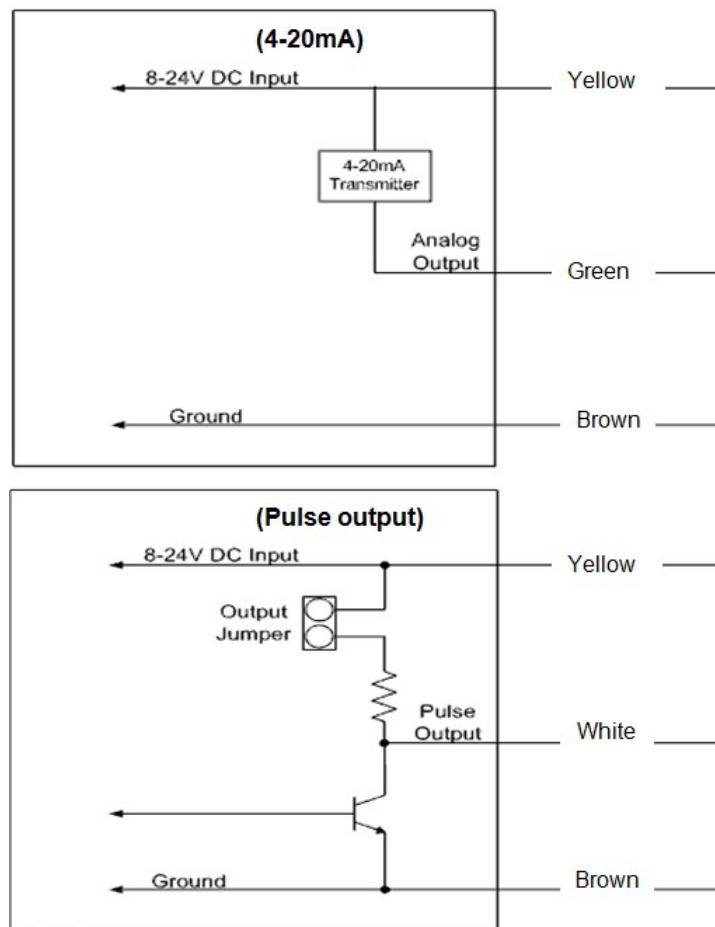 (4-20mA)
8-24V DC Input
Yellow
4-20mA
Transmitter
Analog
Output
Green
Ground
Brown
(Pulse output)
8-24V DC Input
Yellow
Output
Jumper
Pulse
Output
White
Ground
Brown